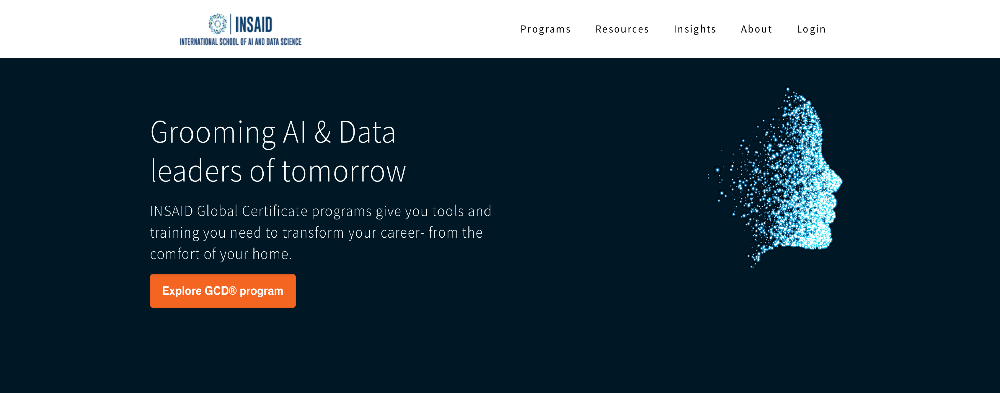 INSAID
INTERNATIONAL SCHOOL OF AI AND DATA SCIENCE
Programs Resources Insights About Login
Grooming AI & Data
leaders of tomorrow
INSAID Global Certificate programs give you tools and
training you need to transform your career- from the
comfort of your home.
Explore GCD® program